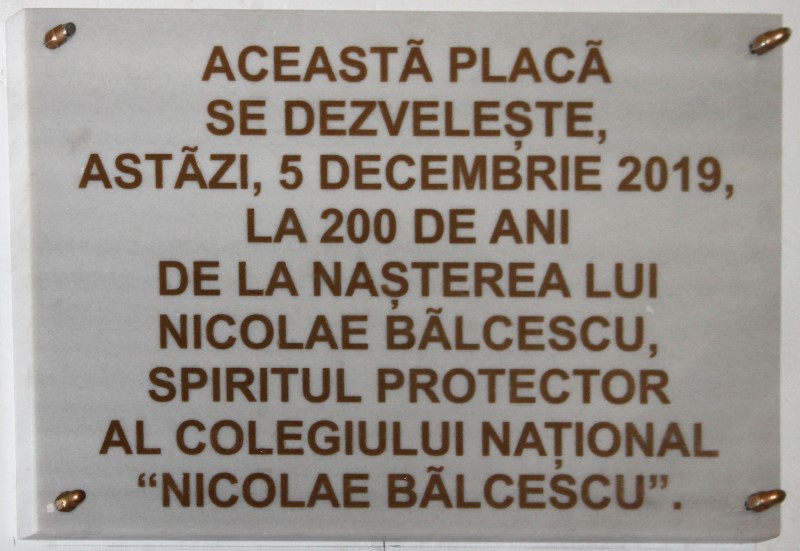 ACEASTÃ PLACÃ
SE DEZVELEȘTE,
ASTÃZI, 5 DECEMBRIE 2019,
LA 200 DE ANI
DE LA NAȘTEREA LUI
NICOLAE BÃLCESCU,
SPIRITUL PROTECTOR
AL COLEGIULUI NAȚIONAL
“NICOLAE BÃLCESCU”.